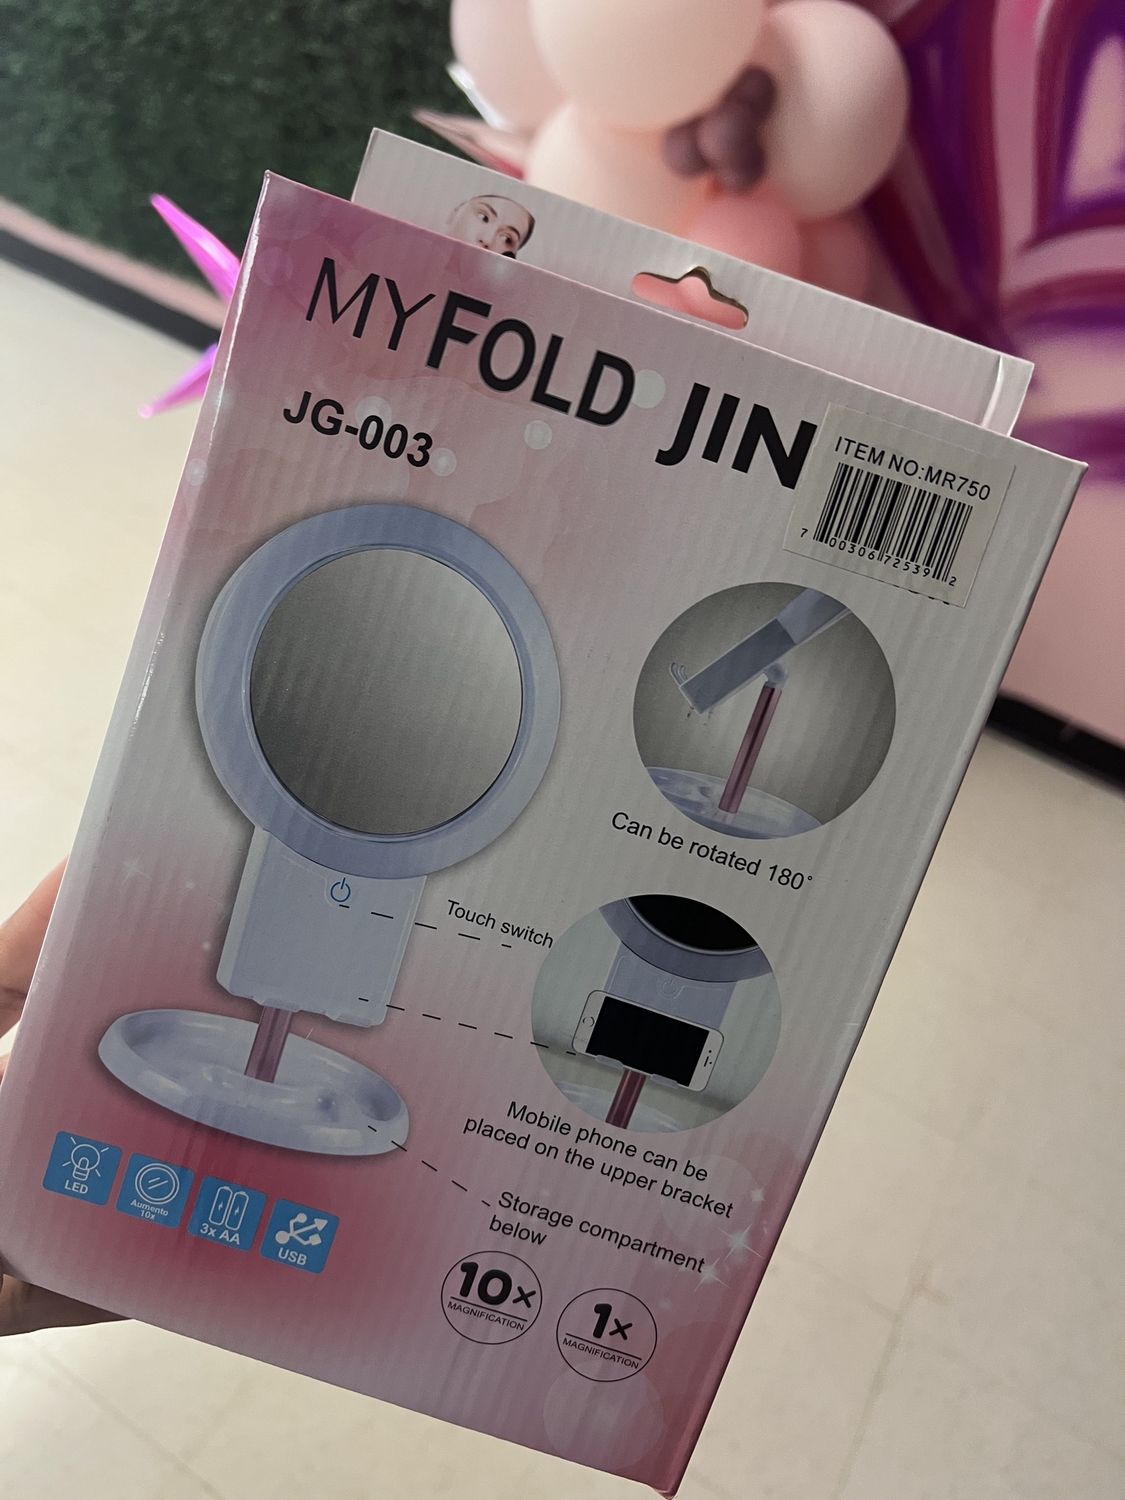 MYFOLD JIN
JG-003
ITEM NO:MR750
7 00306 72539 2
Can be rotated 180°
Touch switch
Mobile phone can be
placed on the upper bracket
Storage compartment
below
LED
Aumento
10x
3x AA
USB
10x
MAGNIFICATION
1x
MAGNIFICATION